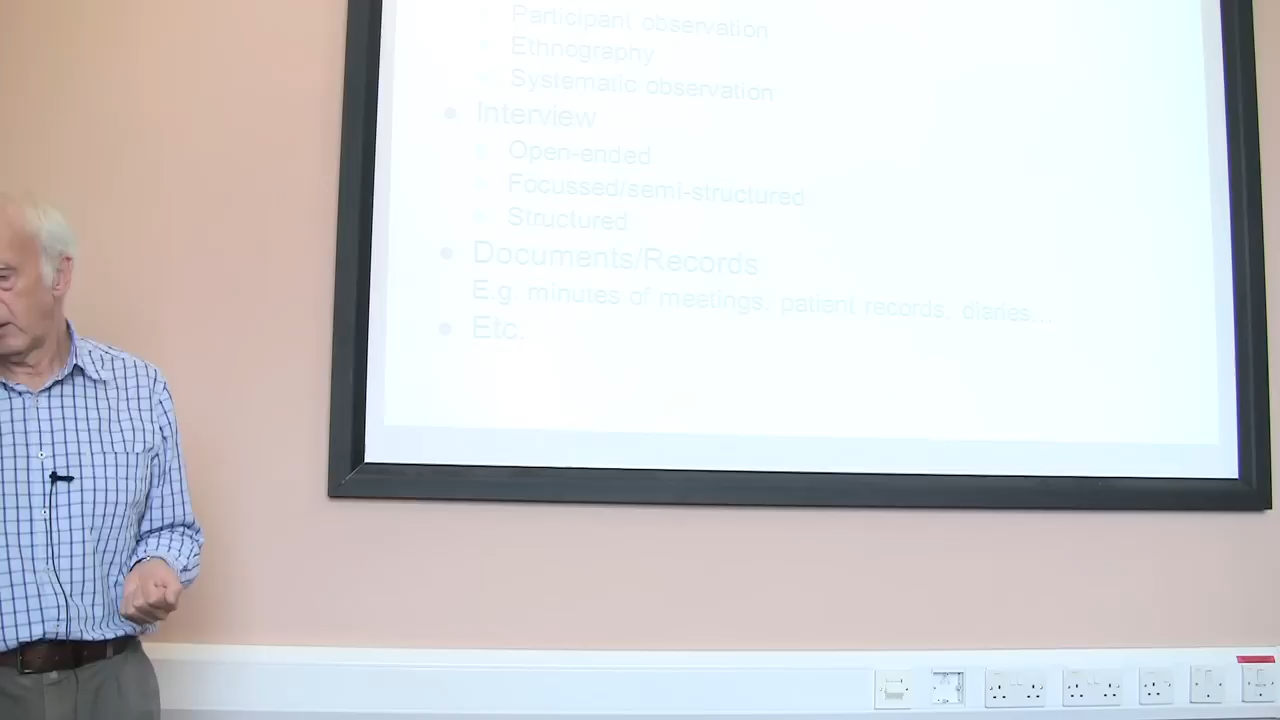 Participant observation
Ethnography
Systematic observation
Interview
Open-ended
Focussed/semi-structured
Structured
Documents/Records
E.g. minutes of meetings, patient records, diaries...
Etc.